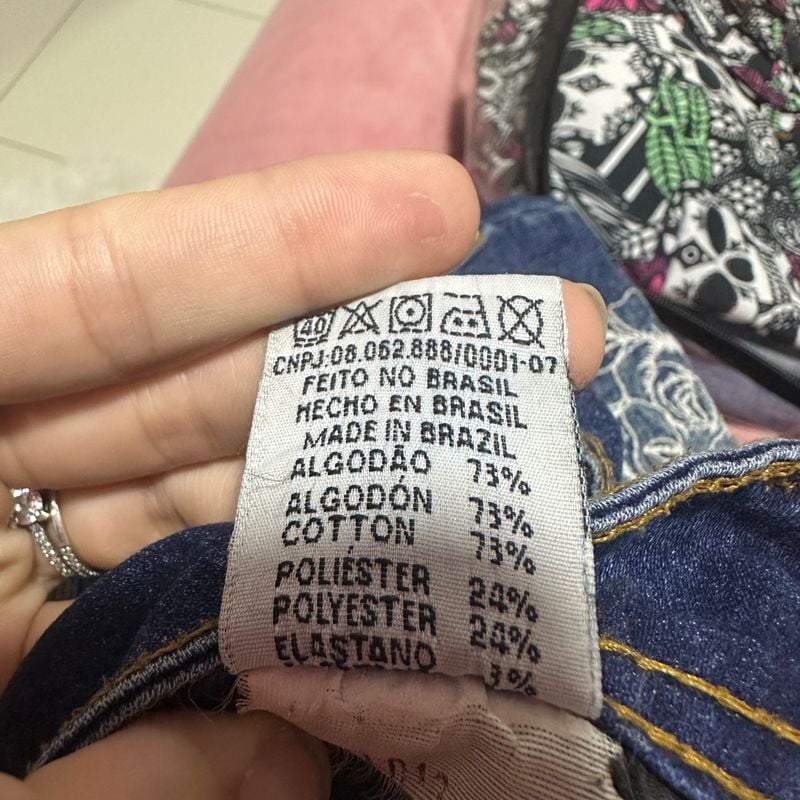 40
CNPJ-08.062.888/0001-07
FEITO NO BRASIL
HECHO EN BRASIL
MADE IN BRAZIL
ALGODÃO 73%
ALGODÓN 73%
COTTON 73%
POLIÉSTER 24%
POLYESTER 24%
ELASTANO 3%